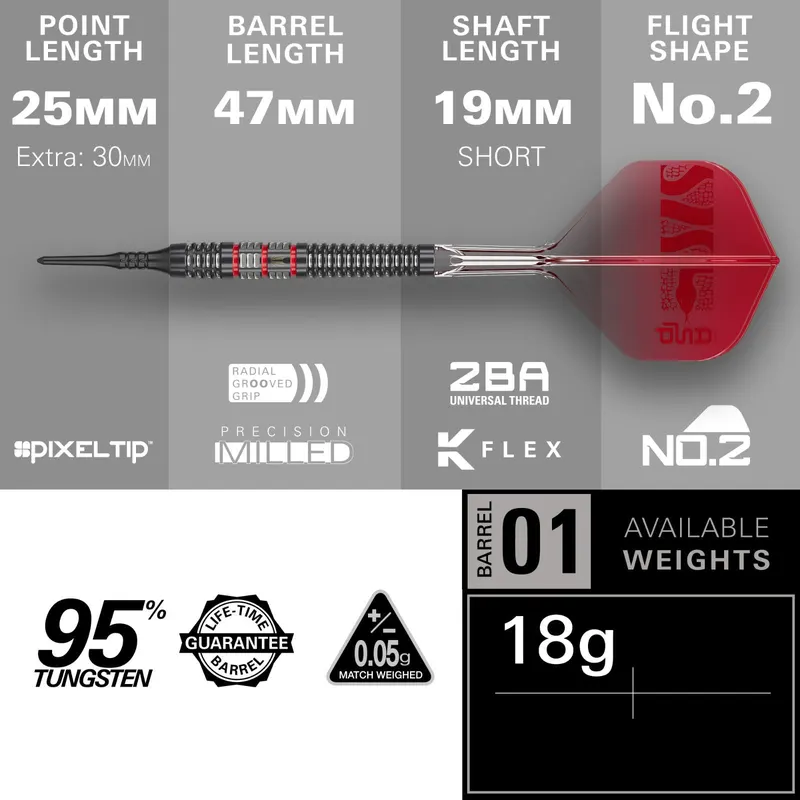 POINT
LENGTH
25MM
Extra: 30MM
BARREL
LENGTH
47MM
SHAFT
LENGTH
19MM
SHORT
FLIGHT
SHAPE
No.2
asp
RADIAL
GROOVED
GRIP
2BA
UNIVERSAL THREAD
PIXELTIP™
PRECISION
MILLED
K FLEX
NO.2
95%
TUNGSTEN
LIFE-TIME
GUARANTEE
BARREL
+/-
0.05g
MATCH WEIGHED
BARREL
01
AVAILABLE
WEIGHTS
18g